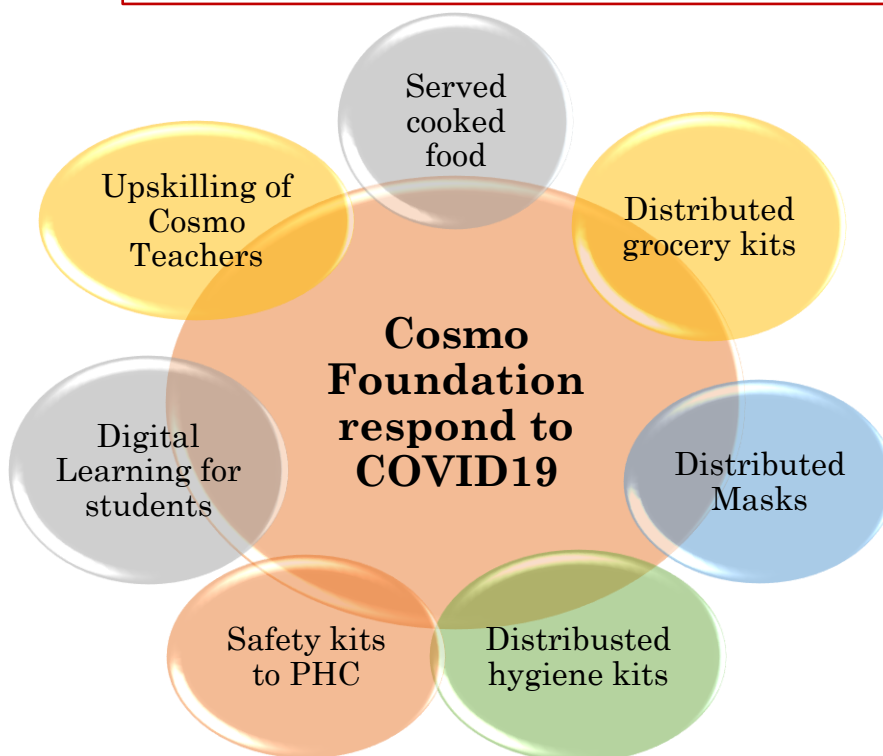 Served
cooked
food
Distributed
grocery kits
Distributed
Masks
Distribusted
hygiene kits
Safety kits
to PHC
Digital
Learning for
students
Upskilling of
Cosmo
Teachers
Cosmo
Foundation
respond to
COVID19